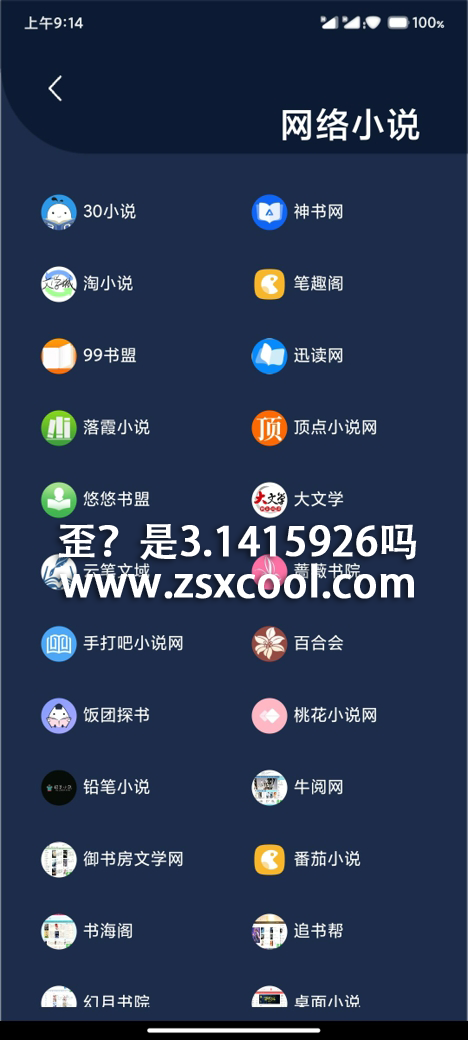 上午9:14
100%
网络小说
30小说
神书网
淘小说
笔趣阁
99书盟
迅读网
落霞小说
顶
顶点小说网
悠悠书盟
大文学
大文学
歪？是3.1415926吗
云笔文域
蔷薇书院
www.zsxcool.com
手打吧小说网
百合会
饭团探书
桃花小说网
铅笔小说
牛阅网
御书房文学网
番茄小说
书海阁
追书帮
幻月书院
桌面小说